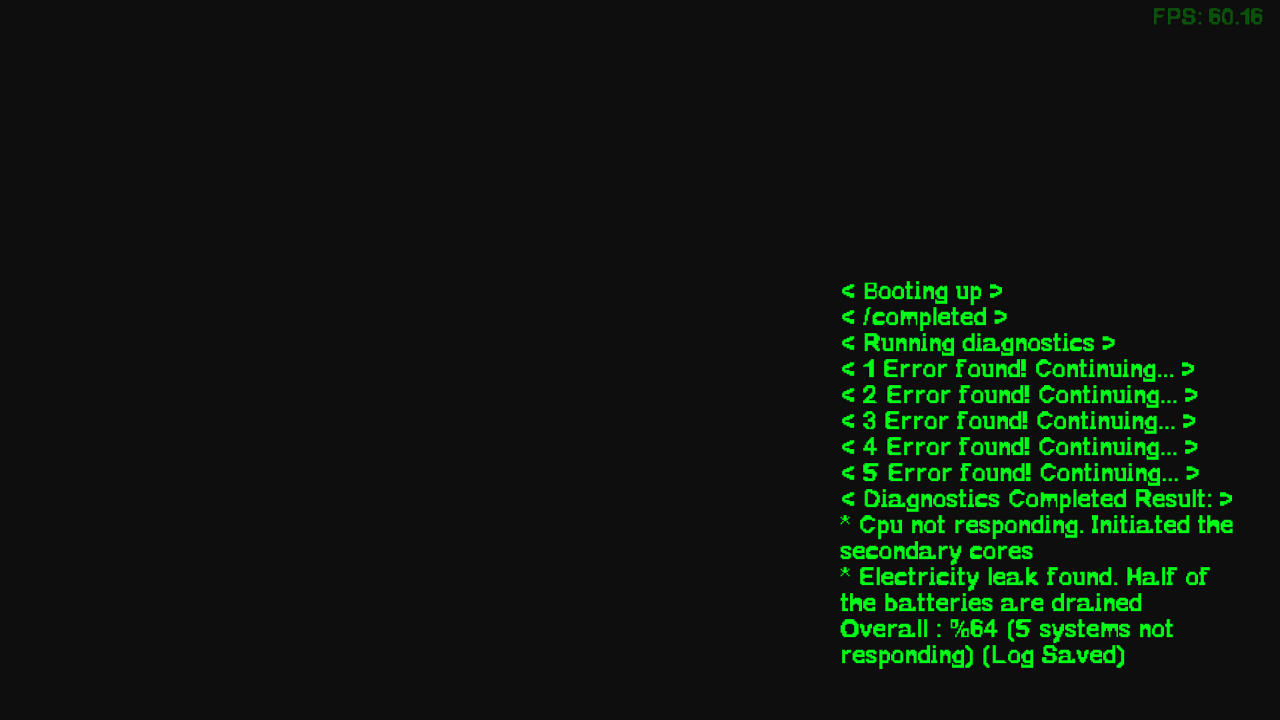 FPS: 60.16
< Booting up >
< /completed >
< Running diagnostics >
< 1 Error found! Continuing... >
< 2 Error found! Continuing... >
< 3 Error found! Continuing... >
< 4 Error found! Continuing... >
< 5 Error found! Continuing... >
< Diagnostics Completed Result: >
* Cpu not responding. Initiated the
secondary cores
* Electricity leak found. Half of
the batteries are drained
Overall : %64 (5 systems not
responding) (Log Saved)